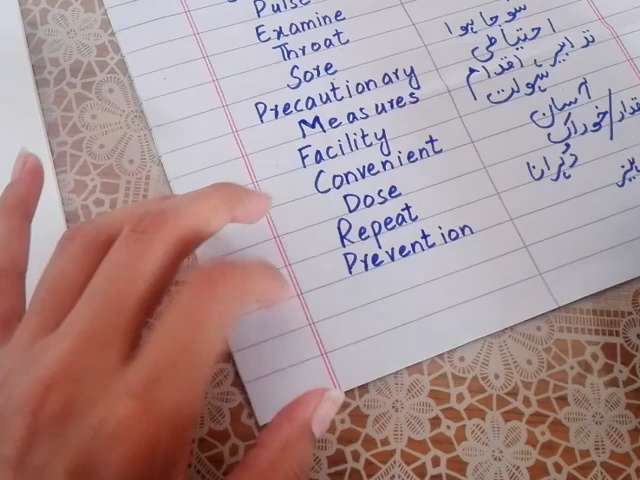 Pulse
Examine
Throat
Sore سوجا ہوا
Precautionary احتیاطی
Measures تدابیر، اقدام
Facility سہولت
Convenient آسان
Dose خوراک/
Repeat دُہرانا
Prevention